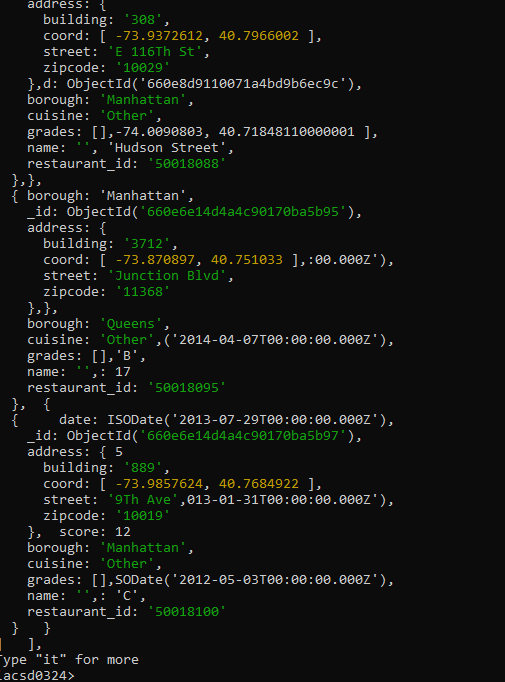 address: {
building: '308',
coord: [ -73.9372612, 40.7966002 ],
street: 'E 116Th St',
zipcode: '10029'
},d: ObjectId('660e8d9110071a4bd9b6ec9c'),
borough: 'Manhattan',
cuisine: 'Other',
grades: [],-74.0090803, 40.71848110000001 ],
name: '', 'Hudson Street',
restaurant_id: '50018088'
},},
{ borough: 'Manhattan',
_id: ObjectId('660e6e14d4a4c90170ba5b95'),
address: {
building: '3712',
coord: [ -73.870897, 40.751033 ],:00.000Z'),
street: 'Junction Blvd',
zipcode: '11368'
},},
borough: 'Queens',
cuisine: 'Other',('2014-04-07T00:00:00.000Z'),
grades: [],'B',
name: '',: 17
restaurant_id: '50018095'
},  {
{     date: ISODate('2013-07-29T00:00:00.000Z'),
_id: ObjectId('660e6e14d4a4c90170ba5b97'),
address: { 5
building: '889',
coord: [ -73.9857624, 40.7684922 ],
street: '9Th Ave',013-01-31T00:00:00.000Z'),
zipcode: '10019'
},  score: 12
borough: 'Manhattan',
cuisine: 'Other',
grades: [],SODate('2012-05-03T00:00:00.000Z'),
name: '',: 'C',
restaurant_id: '50018100'
}   }
],
Type "it" for more
iacsd0324>